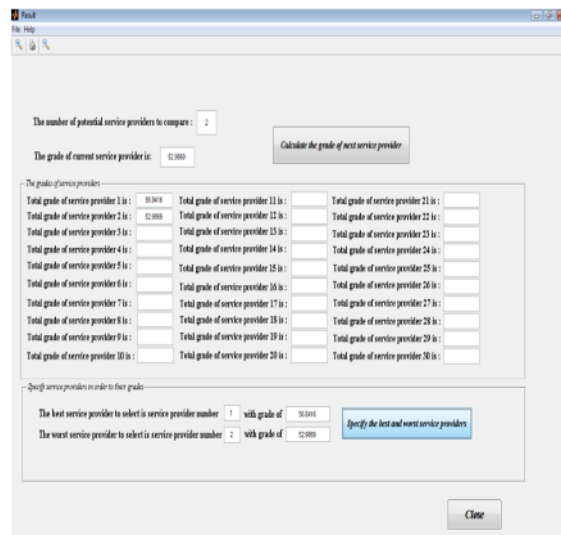 Result
File Help
The number of potential service providers to compare : 2
The grade of current service provider is: 52.9869
Calculate the grade of next service provider
The grades of service providers
Total grade of service provider 1 is : 56.8416
Total grade of service provider 2 is : 52.9869
Total grade of service provider 3 is :
Total grade of service provider 4 is :
Total grade of service provider 5 is :
Total grade of service provider 6 is :
Total grade of service provider 7 is :
Total grade of service provider 8 is :
Total grade of service provider 9 is :
Total grade of service provider 10 is :
Total grade of service provider 11 is :
Total grade of service provider 12 is :
Total grade of service provider 13 is :
Total grade of service provider 14 is :
Total grade of service provider 15 is :
Total grade of service provider 16 is :
Total grade of service provider 17 is :
Total grade of service provider 18 is :
Total grade of service provider 19 is :
Total grade of service provider 20 is :
Total grade of service provider 21 is :
Total grade of service provider 22 is :
Total grade of service provider 23 is :
Total grade of service provider 24 is :
Total grade of service provider 25 is :
Total grade of service provider 26 is :
Total grade of service provider 27 is :
Total grade of service provider 28 is :
Total grade of service provider 29 is :
Total grade of service provider 30 is :
Specify service providers in order to their grades
The best service provider to select is service provider number 1 with grade of 56.8416
The worst service provider to select is service provider number 2 with grade of 52.9869
Specify the best and worst service providers
Close